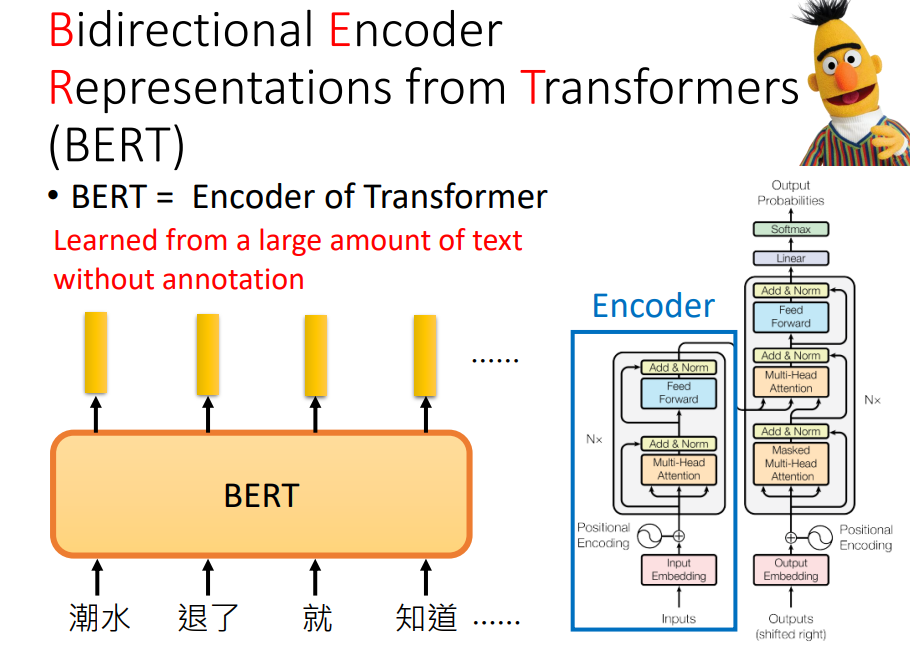 Bidirectional Encoder
Representations from Transformers
(BERT)
• BERT = Encoder of Transformer
Learned from a large amount of text
without annotation
......
BERT
潮水 退了 就 知道 ......
Encoder
Output
Probabilities
Softmax
Linear
Add & Norm
Feed
Forward
Add & Norm
Multi-Head
Attention
Add & Norm
Masked
Multi-Head
Attention
N×
Positional
Encoding
Output
Embedding
Outputs
(shifted right)
Add & Norm
Feed
Forward
N×
Add & Norm
Multi-Head
Attention
Positional
Encoding
Input
Embedding
Inputs